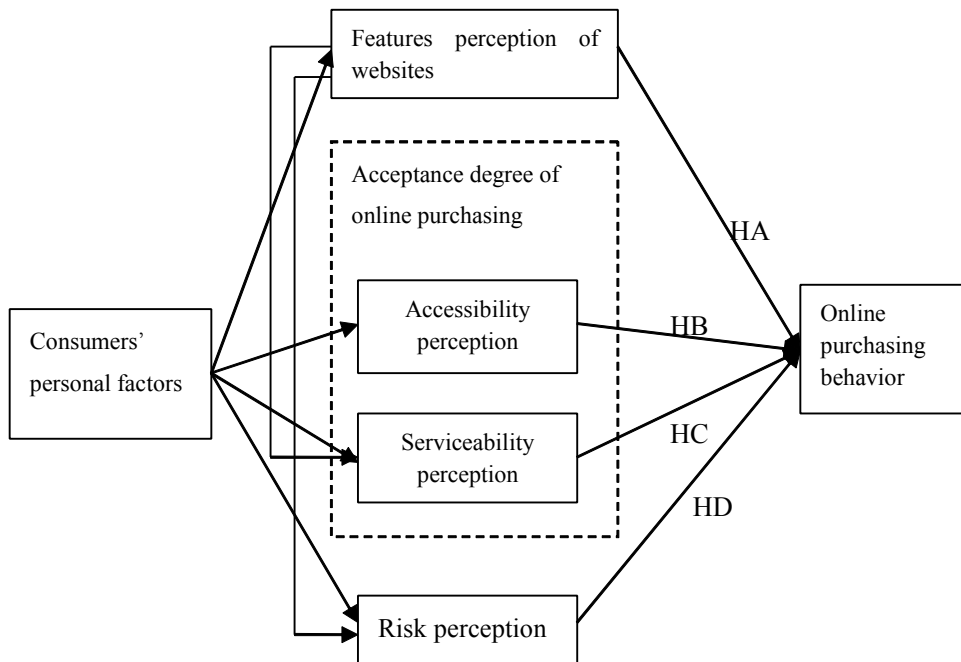 Features perception of
websites
Acceptance degree of
online purchasing
HA
Accessibility
perception
HB
Online
purchasing
behavior
Consumers’
personal factors
Serviceability
perception
HC
HD
Risk perception